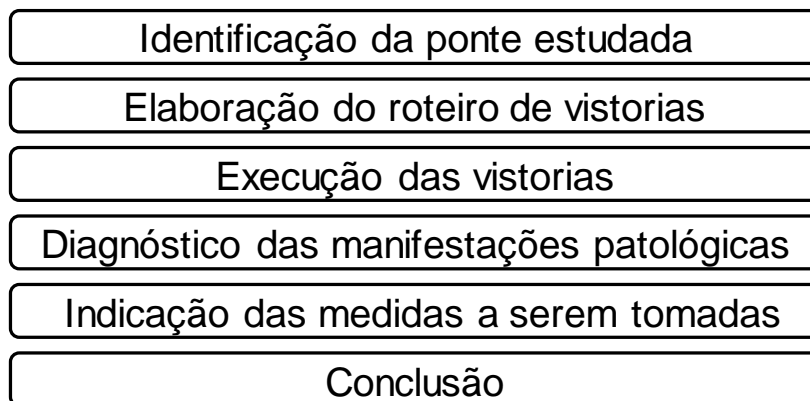 Identificação da ponte estudada
Elaboração do roteiro de vistorias
Execução das vistorias
Diagnóstico das manifestações patológicas
Indicação das medidas a serem tomadas
Conclusão